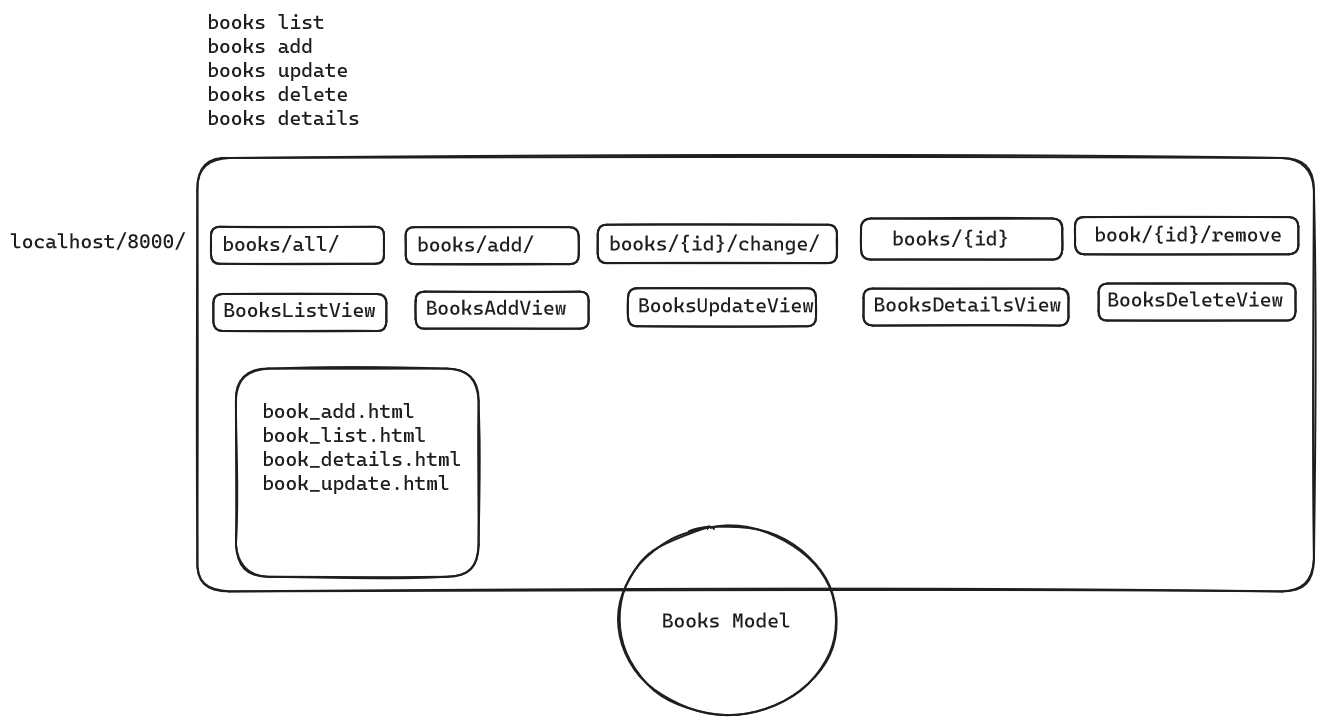 books list
books add
books update
books delete
books details
localhost/8000/
books/all/
books/add/
books/{id}/change/
books/{id}
book/{id}/remove
BooksListView
BooksAddView
BooksUpdateView
BooksDetailsView
BooksDeleteView
book_add.html
book_list.html
book_details.html
book_update.html
Books Model